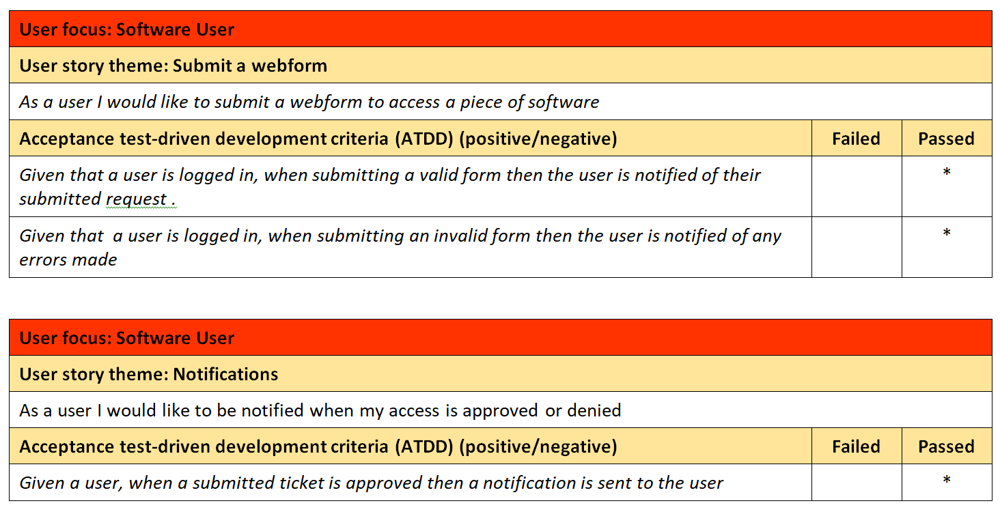 User focus: Software User
User story theme: Submit a webform
As a user I would like to submit a webform to access a piece of software
Acceptance test-driven development criteria (ATDD) (positive/negative) Failed Passed
Given that a user is logged in, when submitting a valid form then the user is notified of their *
submitted request .
Given that  a user is logged in, when submitting an invalid form then the user is notified of any *
errors made
User focus: Software User
User story theme: Notifications
As a user I would like to be notified when my access is approved or denied
Acceptance test-driven development criteria (ATDD) (positive/negative) Failed Passed
Given a user, when a submitted ticket is approved then a notification is sent to the user *